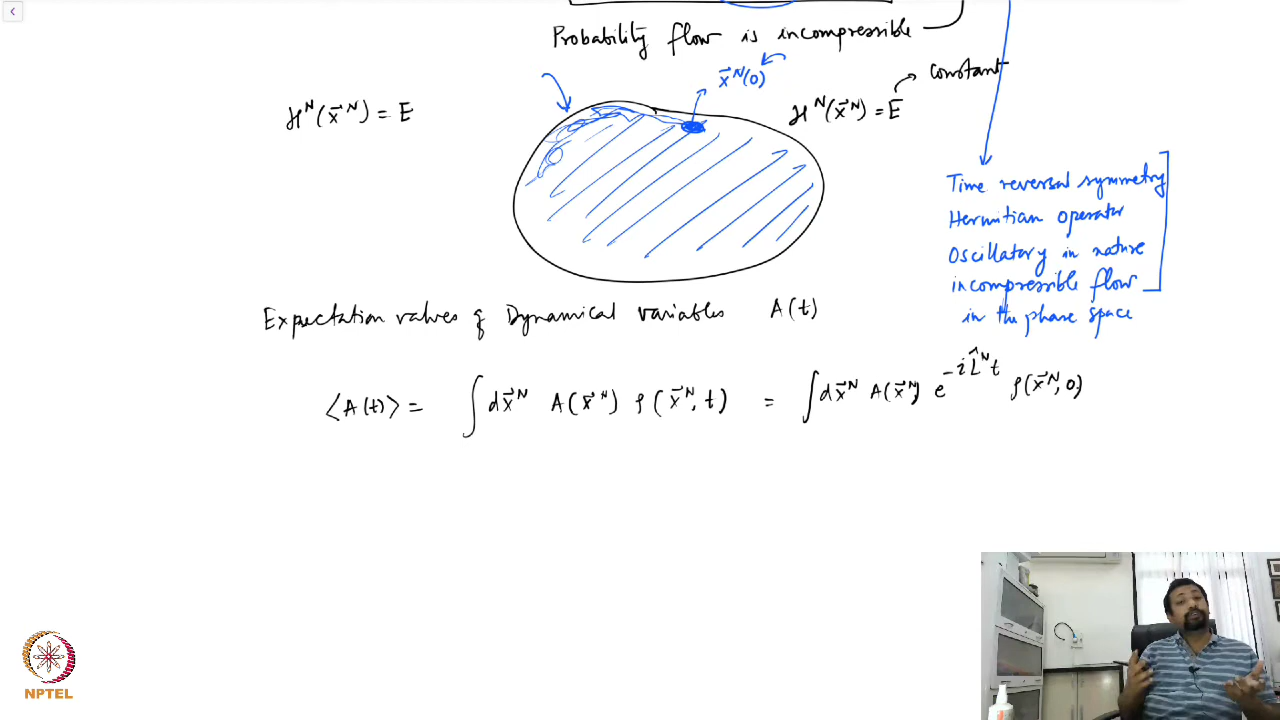 Probability flow is incompressible
x⃗ᴺ(0)
ℋᴺ(x⃗ᴺ) = E
ℋᴺ(x⃗ᴺ) = E
constant
Time reversal symmetry
Hermitian operator
Oscillatory in nature
incompressible flow
in the phase space
Expectation values of Dynamical variables A(t)
⟨A(t)⟩ = ∫ dx⃗ᴺ A(x⃗ᴺ) ρ(x⃗ᴺ, t) = ∫ dx⃗ᴺ A(x⃗ᴺ) e^{-iL̂ᴺt} ρ(x⃗ᴺ, 0)
NPTEL